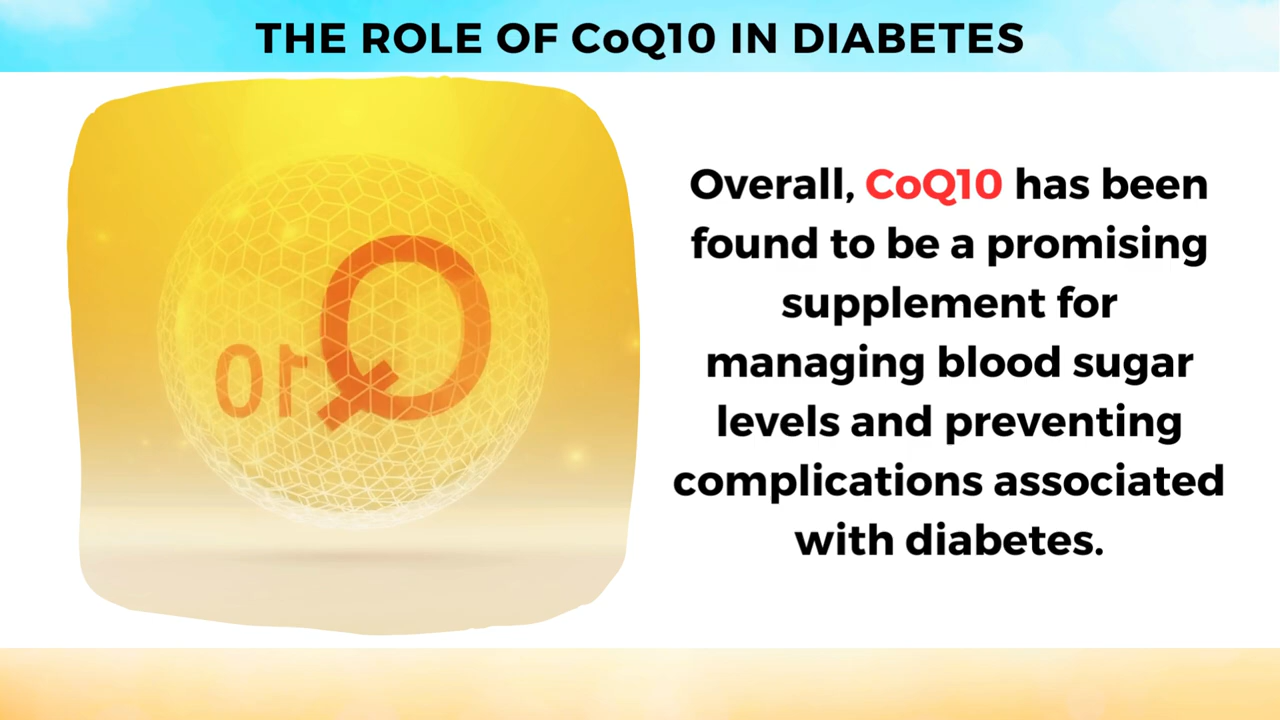 THE ROLE OF CoQ10 IN DIABETES
Q10
Overall, CoQ10 has been
found to be a promising
supplement for
managing blood sugar
levels and preventing
complications associated
with diabetes.